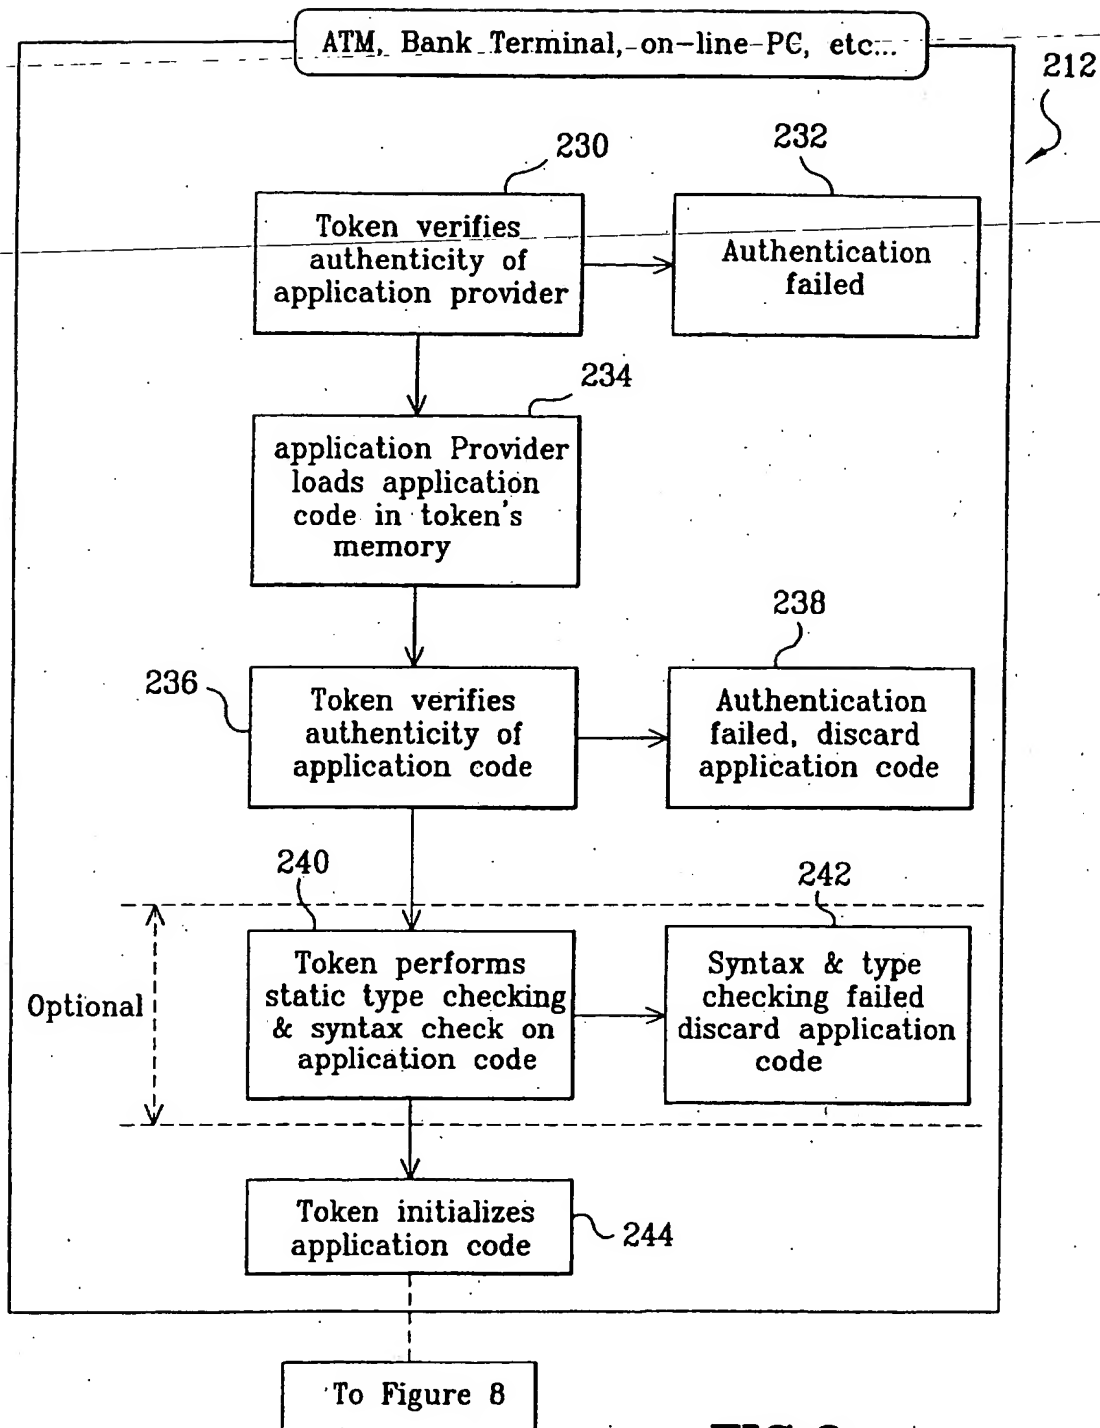 ATM, Bank Terminal, on-line PC, etc...
212
230
232
Token verifies
authenticity of
application provider
Authentication
failed
234
application Provider
loads application
code in token's
memory
238
236
Token verifies
authenticity of
application code
Authentication
failed, discard
application code
240
242
Optional
Token performs
static type checking
& syntax check on
application code
Syntax & type
checking failed
discard application
code
Token initializes
application code
244
To Figure 8